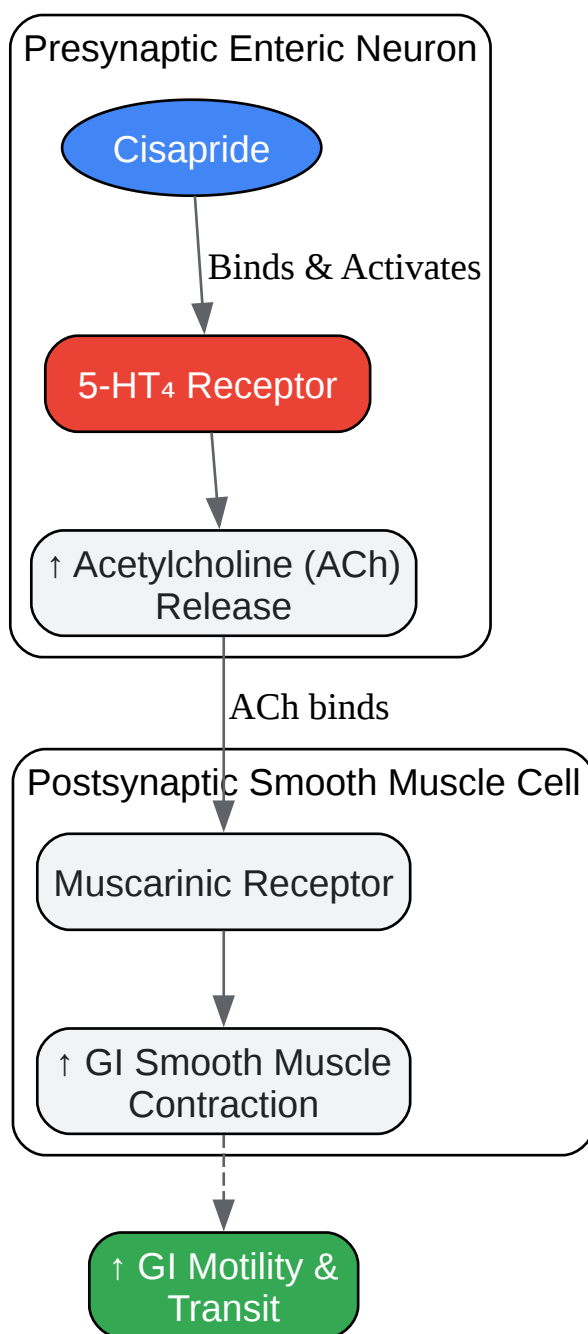 Presynaptic Enteric Neuron
Cisapride
Binds & Activates
5-HT₄ Receptor
↑ Acetylcholine (ACh)
Release
ACh binds
Postsynaptic Smooth Muscle Cell
Muscarinic Receptor
↑ GI Smooth Muscle
Contraction
↑ GI Motility &
Transit